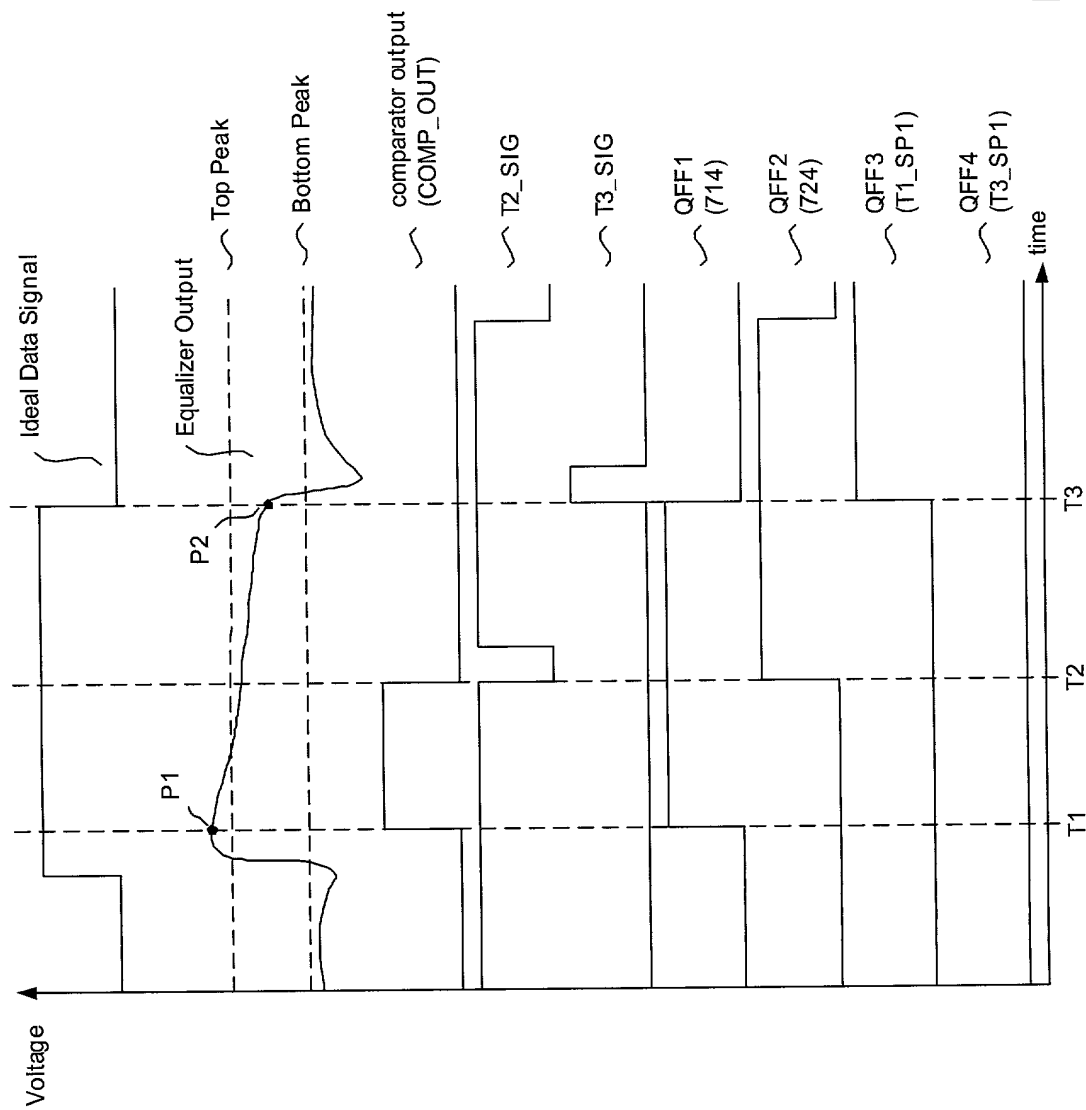 Voltage
Ideal Data Signal
Top Peak
Equalizer Output
Bottom Peak
P1
P2
comparator output
(COMP_OUT)
T2_SIG
T3_SIG
QFF1
(714)
QFF2
(724)
QFF3
(T1_SP1)
QFF4
(T3_SP1)
time
T1
T2
T3